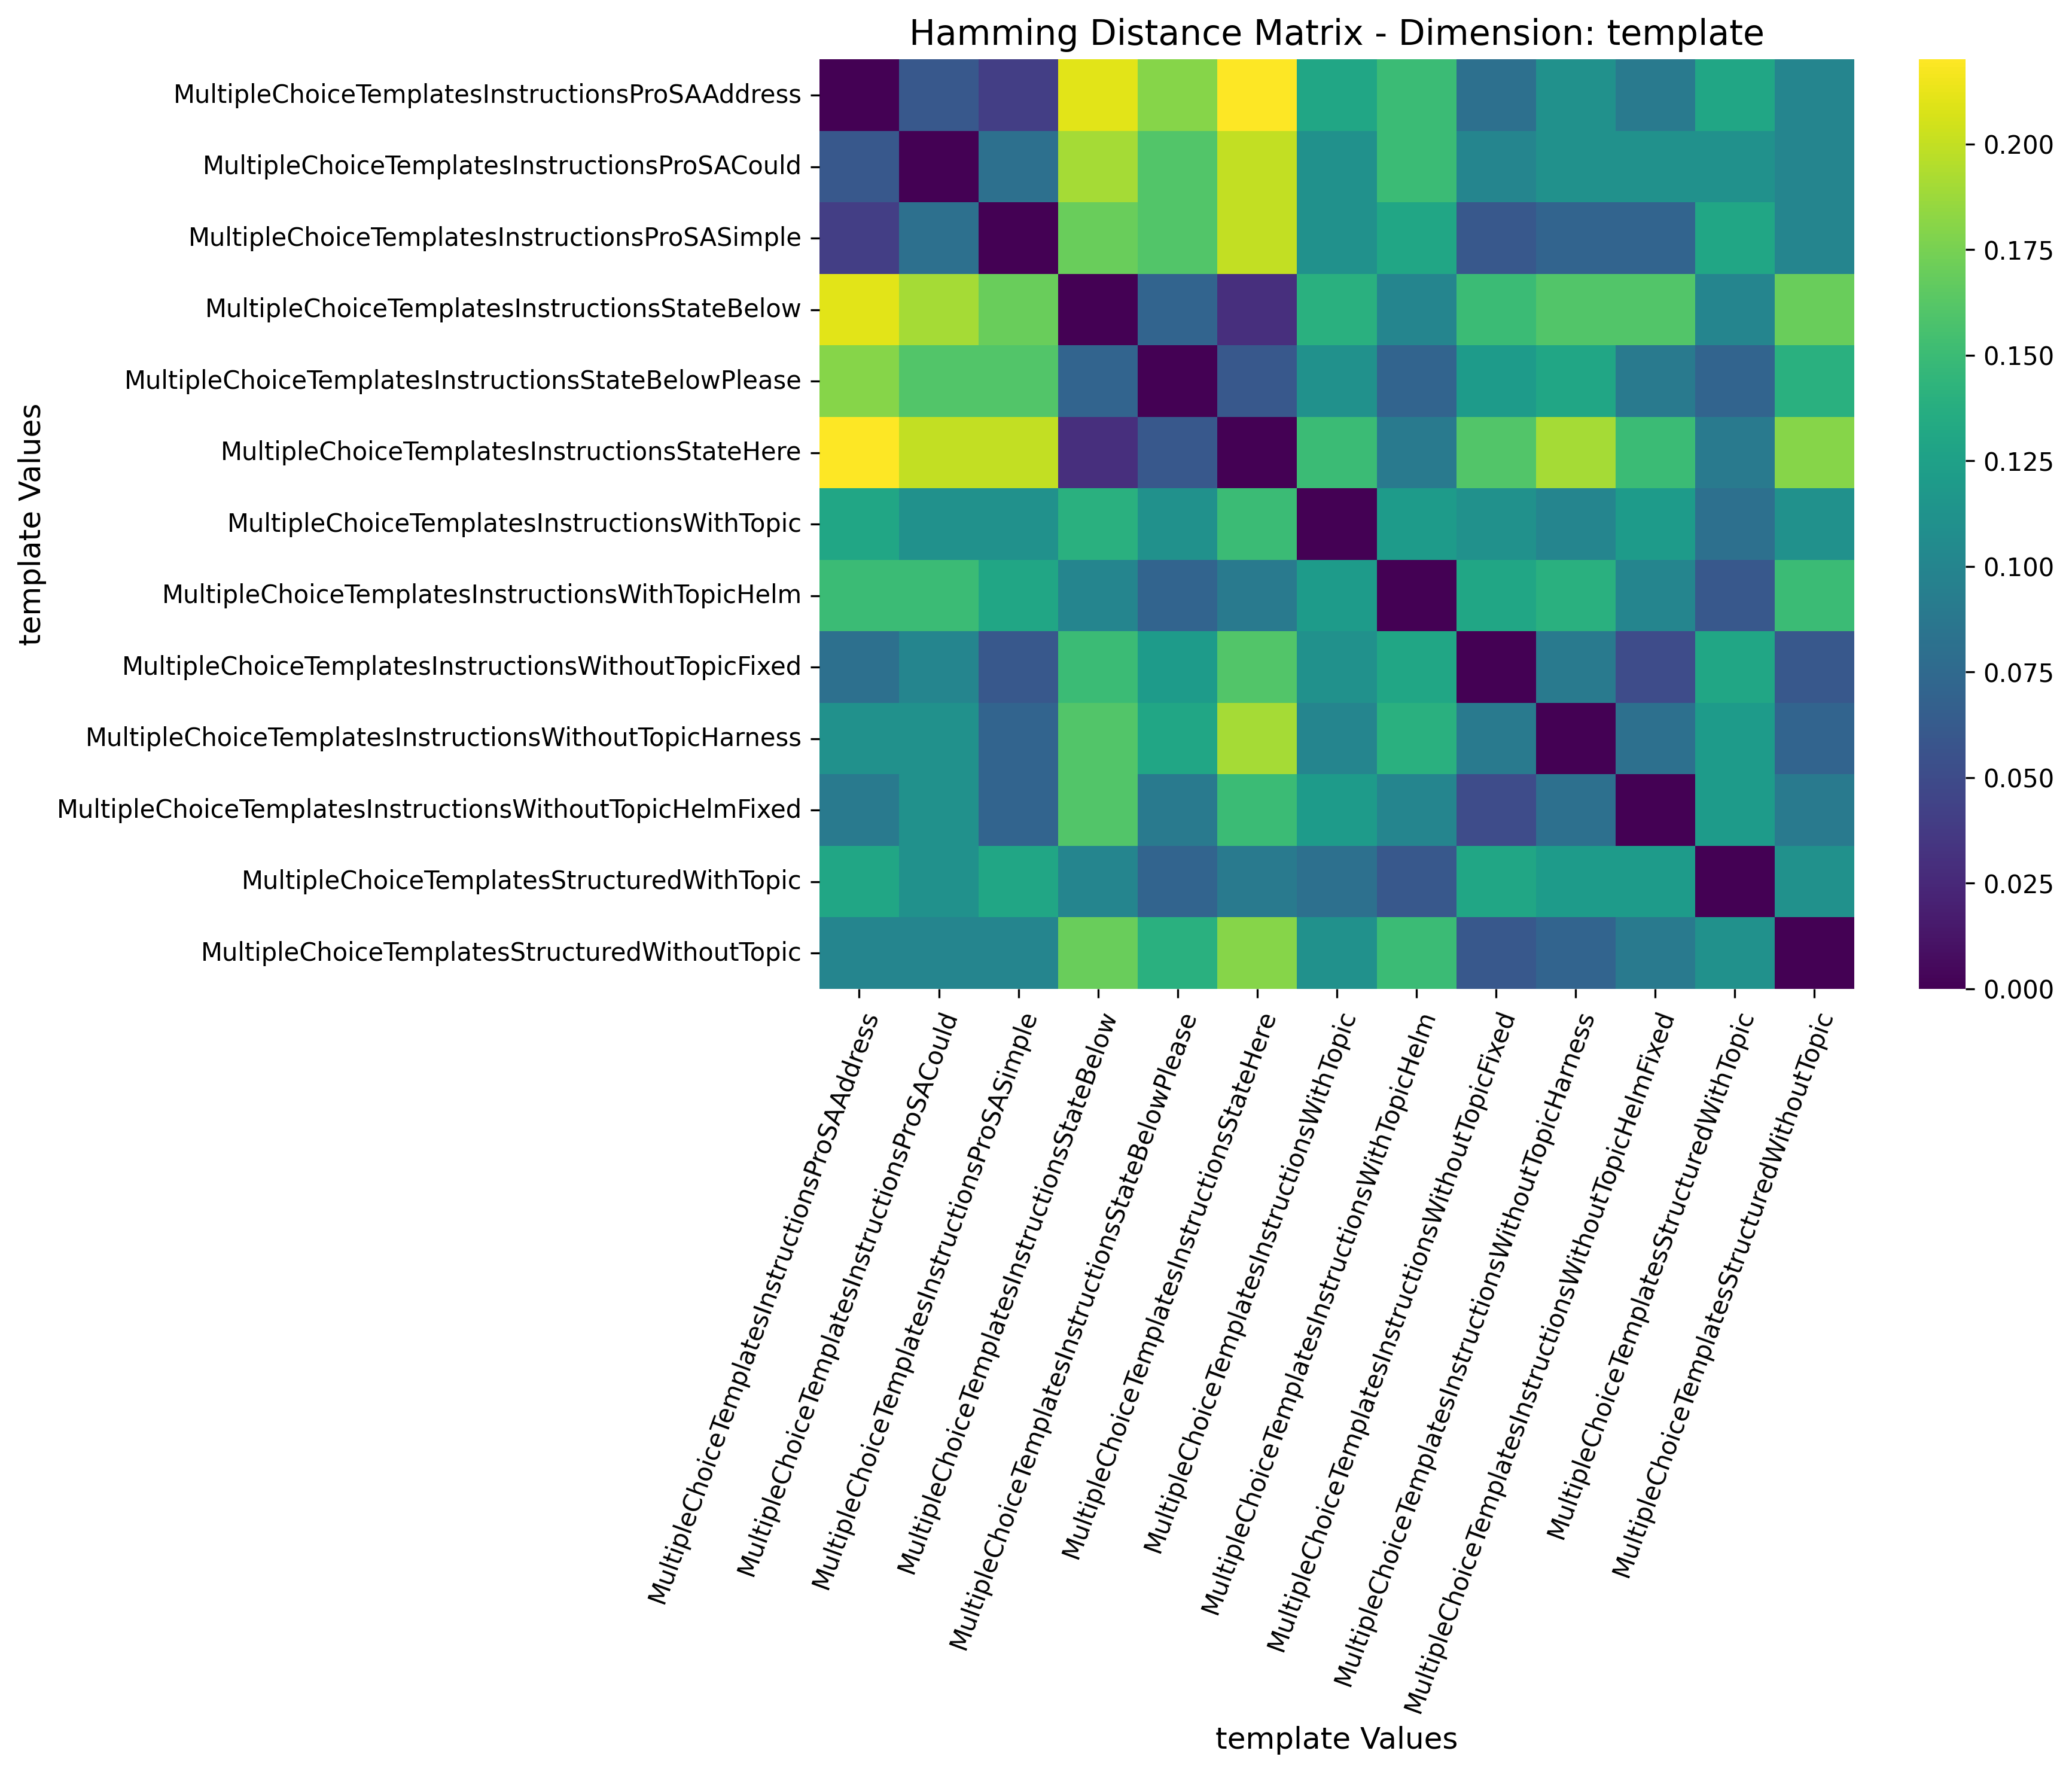 Hamming Distance Matrix - Dimension: template
template Values
MultipleChoiceTemplatesInstructionsProSAAddress
MultipleChoiceTemplatesInstructionsProSACould
MultipleChoiceTemplatesInstructionsProSASimple
MultipleChoiceTemplatesInstructionsStateBelow
MultipleChoiceTemplatesInstructionsStateBelowPlease
MultipleChoiceTemplatesInstructionsStateHere
MultipleChoiceTemplatesInstructionsWithTopic
MultipleChoiceTemplatesInstructionsWithTopicHelm
MultipleChoiceTemplatesInstructionsWithoutTopicFixed
MultipleChoiceTemplatesInstructionsWithoutTopicHarness
MultipleChoiceTemplatesInstructionsWithoutTopicHelmFixed
MultipleChoiceTemplatesStructuredWithTopic
MultipleChoiceTemplatesStructuredWithoutTopic
0.200
0.175
0.150
0.125
0.100
0.075
0.050
0.025
0.000
MultipleChoiceTemplatesInstructionsProSAAddress
MultipleChoiceTemplatesInstructionsProSACould
MultipleChoiceTemplatesInstructionsProSASimple
MultipleChoiceTemplatesInstructionsStateBelow
MultipleChoiceTemplatesInstructionsStateBelowPlease
MultipleChoiceTemplatesInstructionsStateHere
MultipleChoiceTemplatesInstructionsWithTopic
MultipleChoiceTemplatesInstructionsWithTopicHelm
MultipleChoiceTemplatesInstructionsWithoutTopicFixed
MultipleChoiceTemplatesInstructionsWithoutTopicHarness
MultipleChoiceTemplatesInstructionsWithoutTopicHelmFixed
MultipleChoiceTemplatesStructuredWithTopic
MultipleChoiceTemplatesStructuredWithoutTopic
template Values